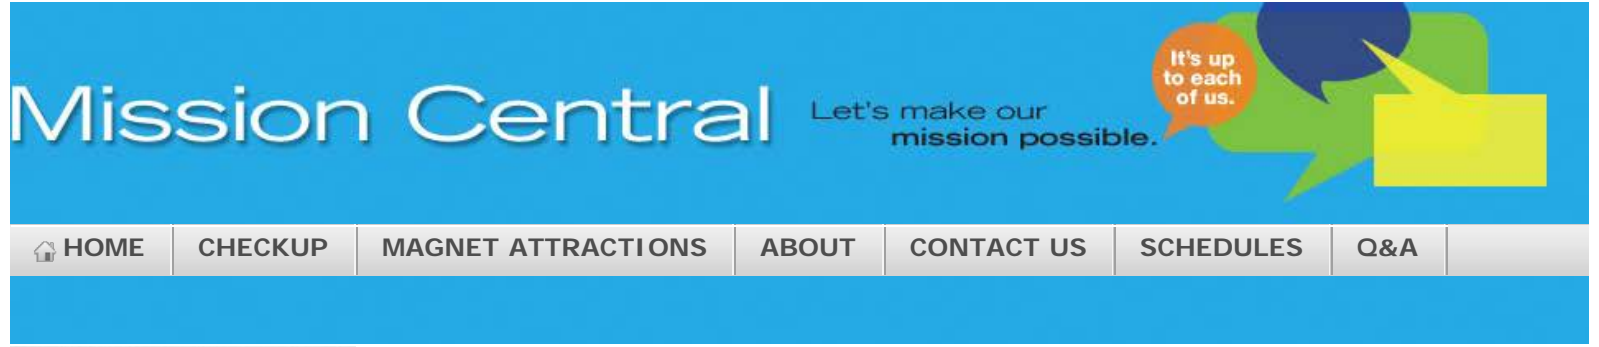 Mission Central
Let's make our
mission possible.
It's up
to each
of us.
HOME CHECKUP MAGNET ATTRACTIONS ABOUT CONTACT US SCHEDULES Q&A